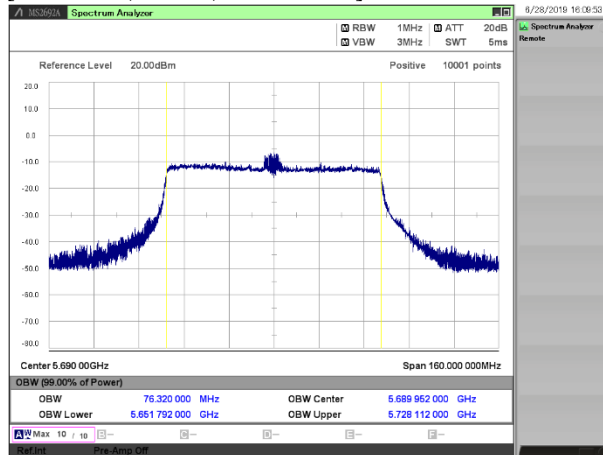 MS2692A Spectrum Analyzer
6/28/2019 16:09:53
Spectrum Analyzer
Remote
RBW 1MHz ATT 20dB
VBW 3MHz SWT 5ms
Reference Level 20.00dBm Positive 10001 points
20.0
10.0
0.0
-10.0
-20.0
-30.0
-40.0
-50.0
-60.0
-70.0
-80.0
Center 5.690 00GHz Span 160.000 000MHz
OBW (99.00% of Power)
OBW 76.320 000 MHz OBW Center 5.689 952 000 GHz
OBW Lower 5.651 792 000 GHz OBW Upper 5.728 112 000 GHz
A W Max 10 / 10 B- C- D- E- F-
Ref.Int Pre-Amp Off